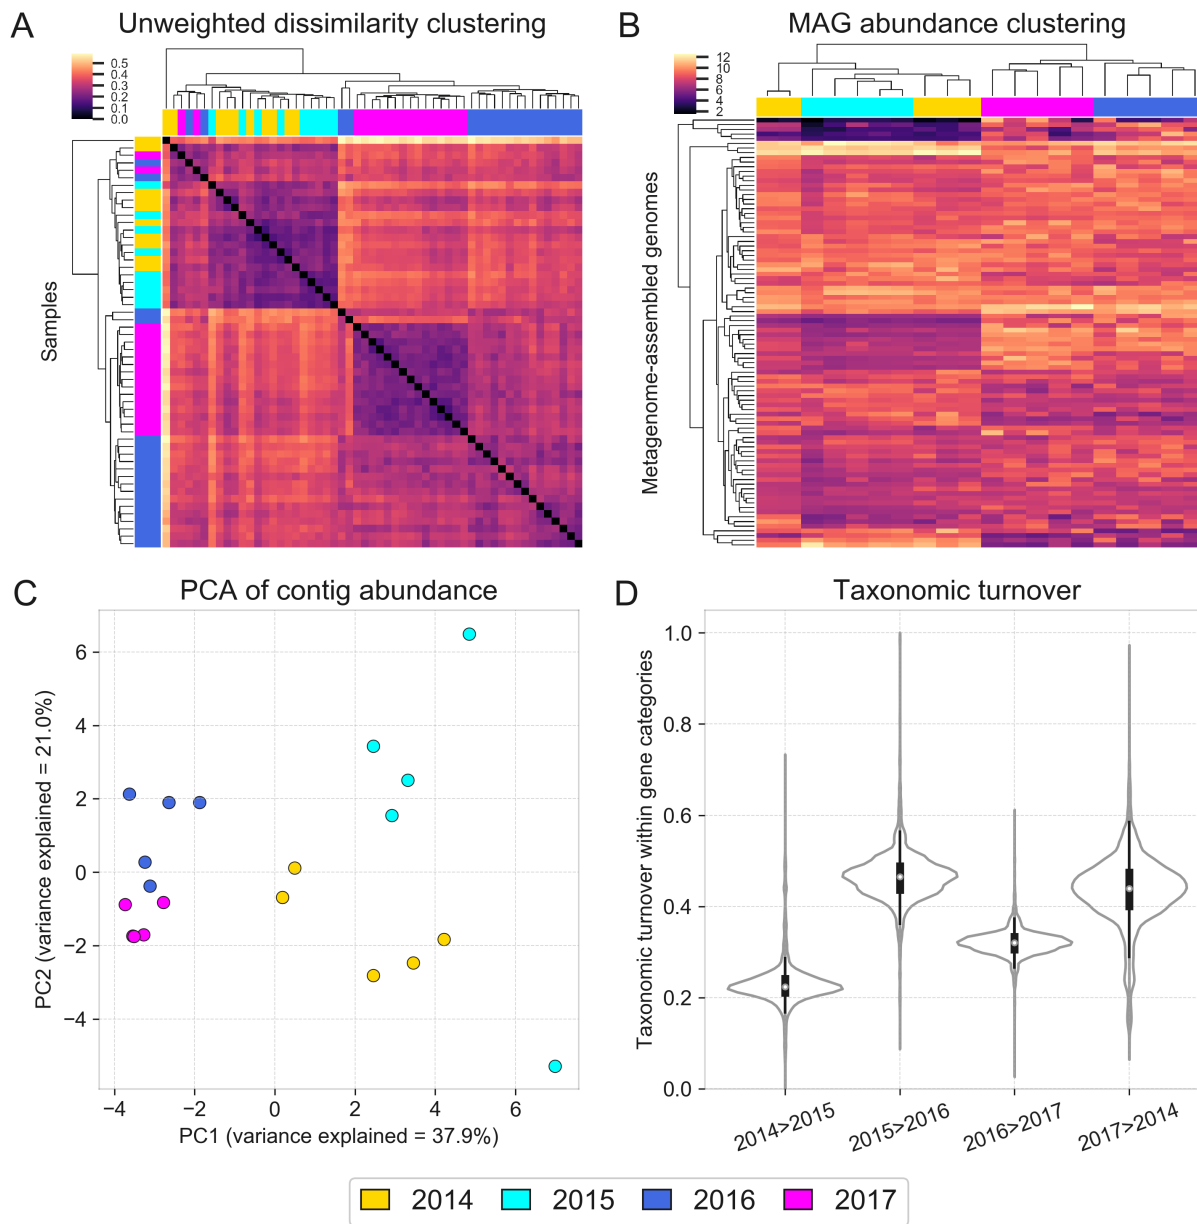 A
Unweighted dissimilarity clustering
0.5
0.4
0.3
0.2
0.1
0.0
Samples
B
MAG abundance clustering
12
10
8
6
4
2
Metagenome-assembled genomes
C
PCA of contig abundance
6
4
2
0
−2
−4
PC2 (variance explained = 21.0%)
−4
−2
0
2
4
6
PC1 (variance explained = 37.9%)
D
Taxonomic turnover
1.0
0.8
0.6
0.4
0.2
0.0
Taxonomic turnover within gene categories
2014>2015
2015>2016
2016>2017
2017>2014
2014 2015 2016 2017